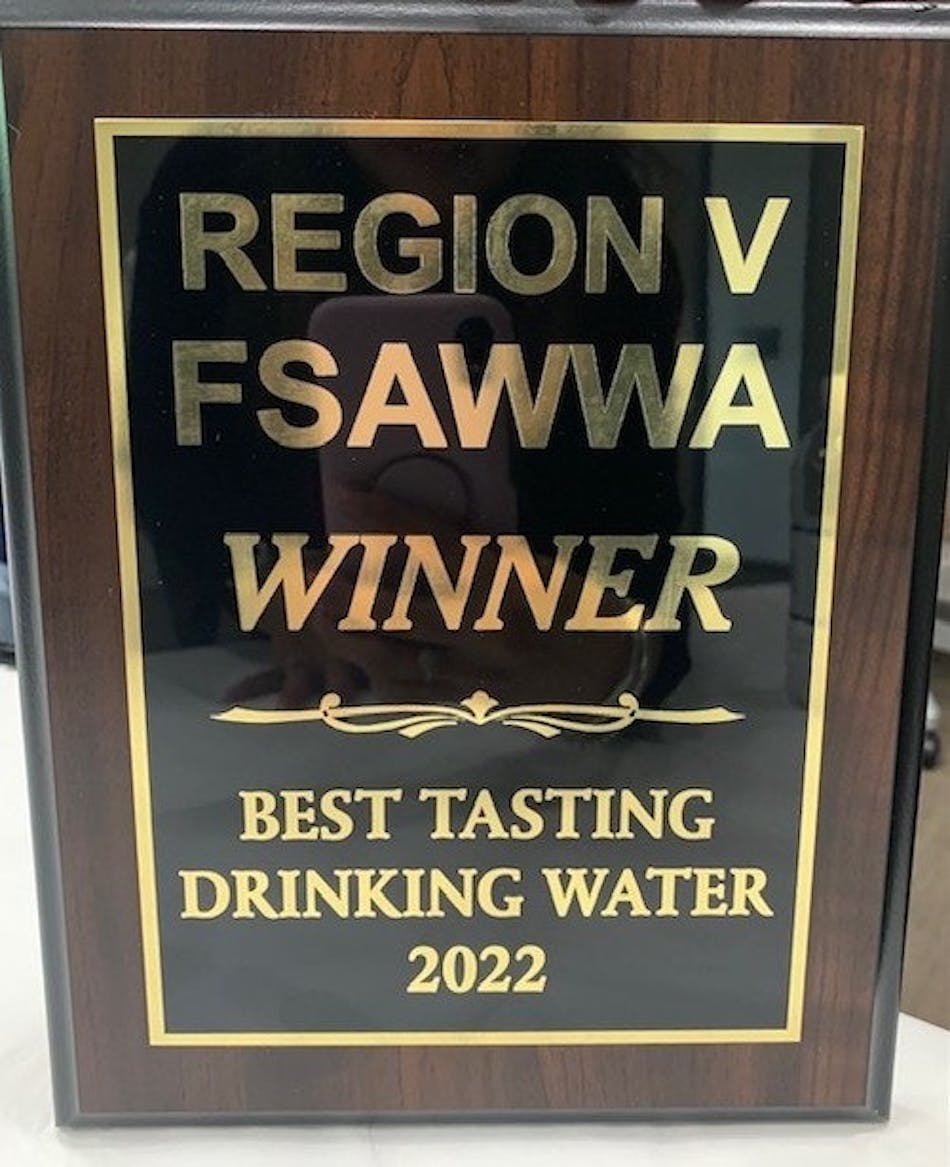 REGION V
FSAWWA
WINNER
BEST TASTING
DRINKING WATER
2022